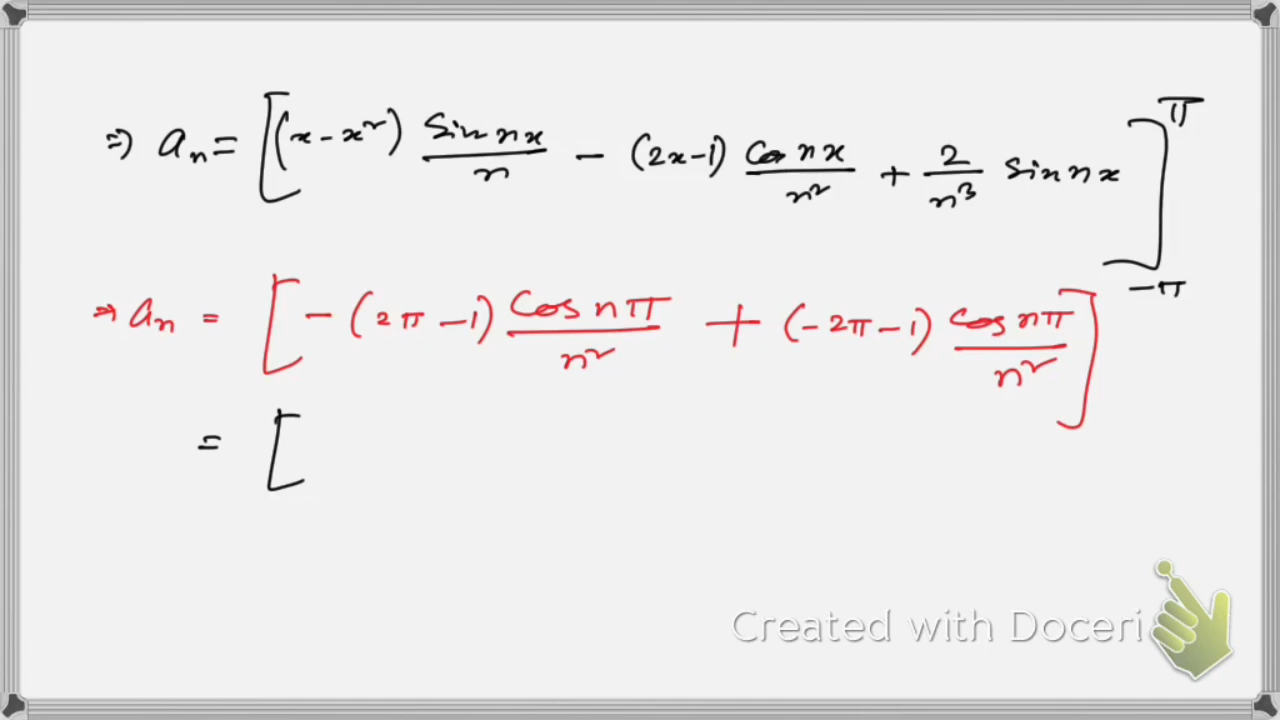 ⇒) aₙ = [(x - x²) Sin nx / n - (2x-1) Cos nx / n² + 2 / n³ Sin nx]^π_-π
⇒ aₙ = [- (2π - 1) Cos nπ / n² + (-2π - 1) Cos nπ / n²]
= [
Created with Doceri